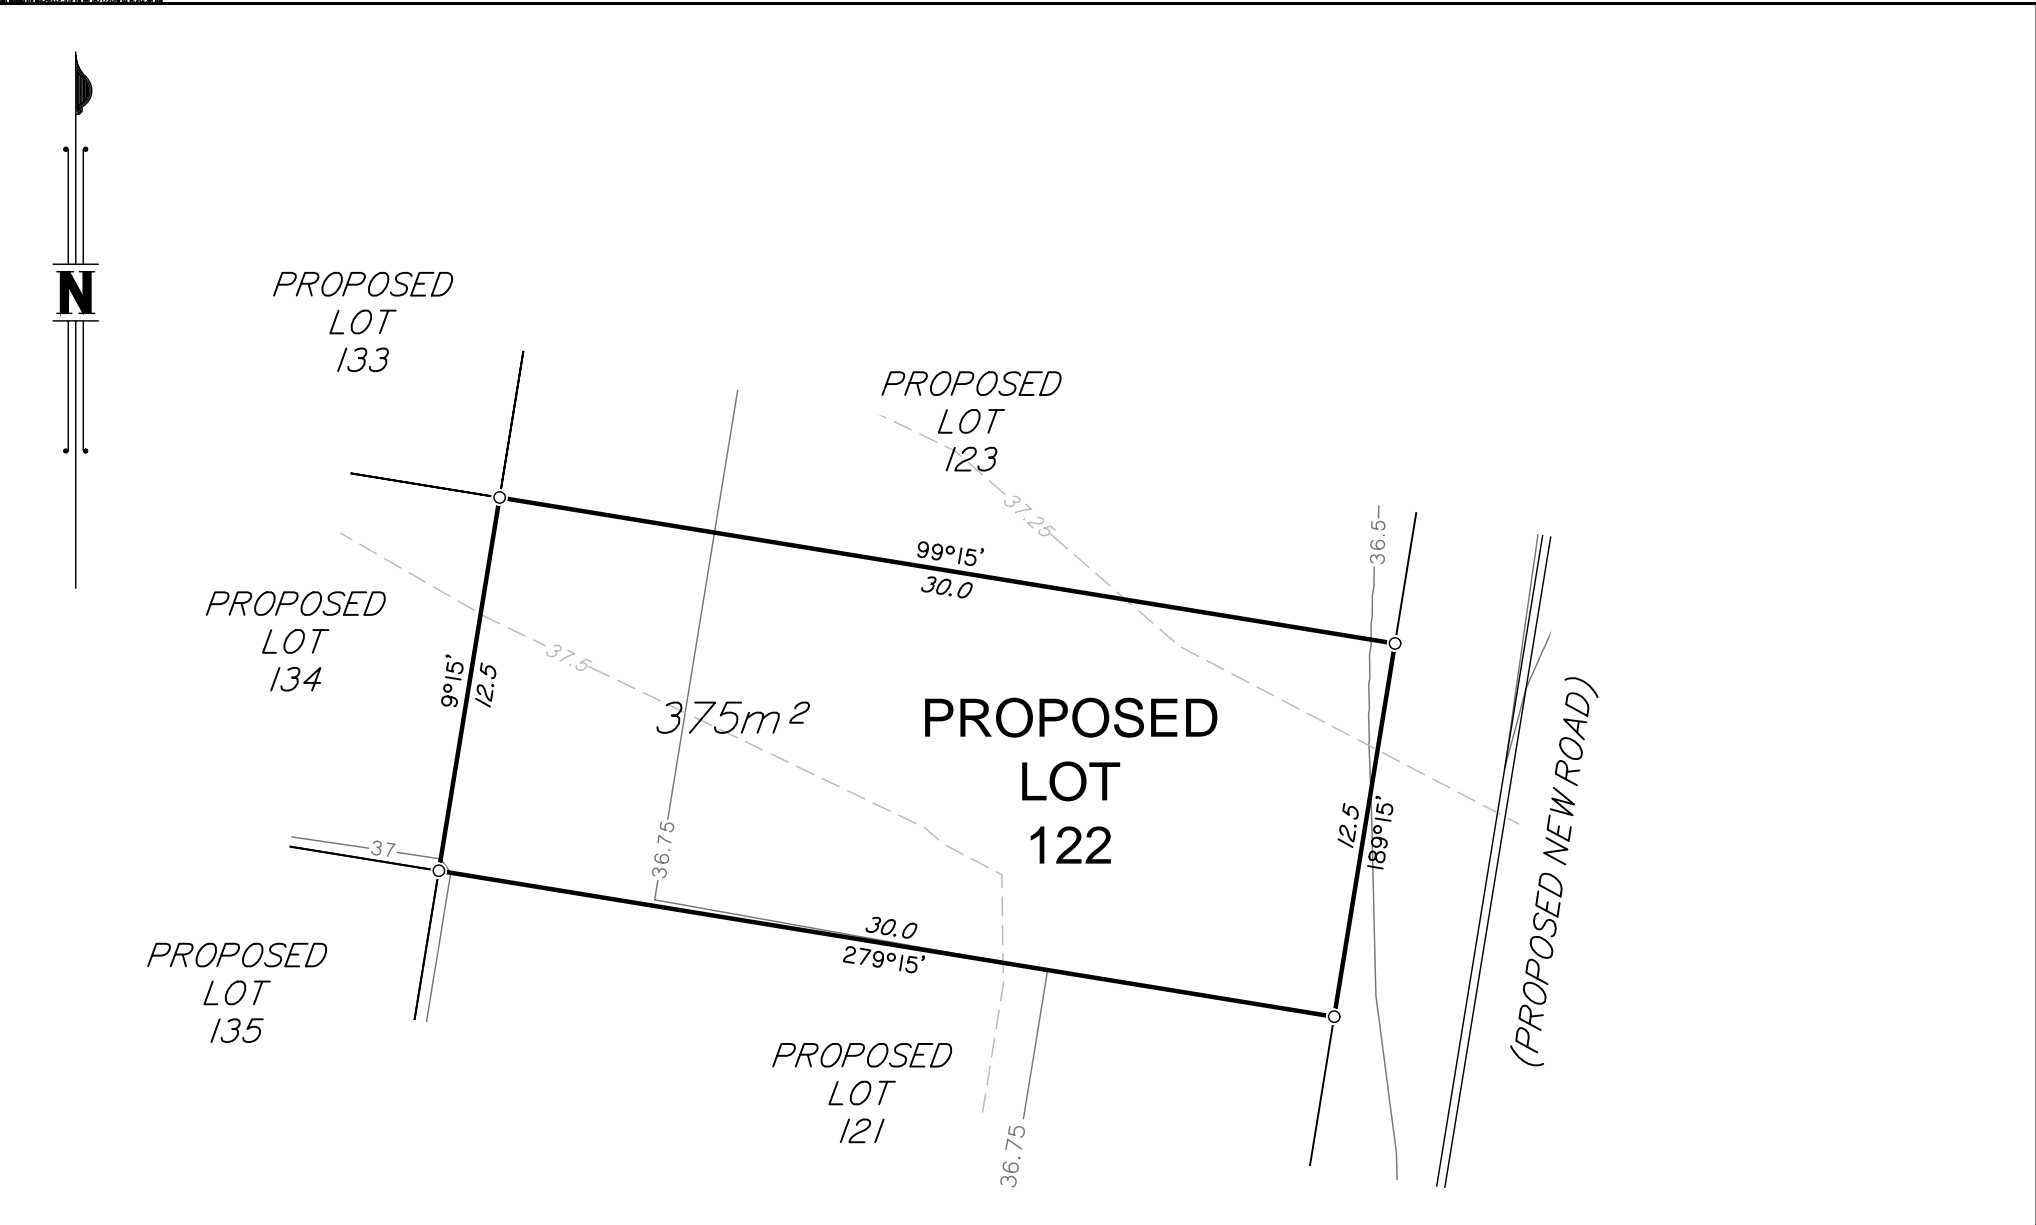 N
PROPOSED
LOT
133
PROPOSED
LOT
123
37.25
36.5
99°15'
30.0
PROPOSED
LOT
134
37.5
9°15'
12.5
375m²
PROPOSED
LOT
122
36.75
37
12.5
189°15'
(PROPOSED NEW ROAD)
30.0
279°15'
PROPOSED
LOT
135
PROPOSED
LOT
121
36.75